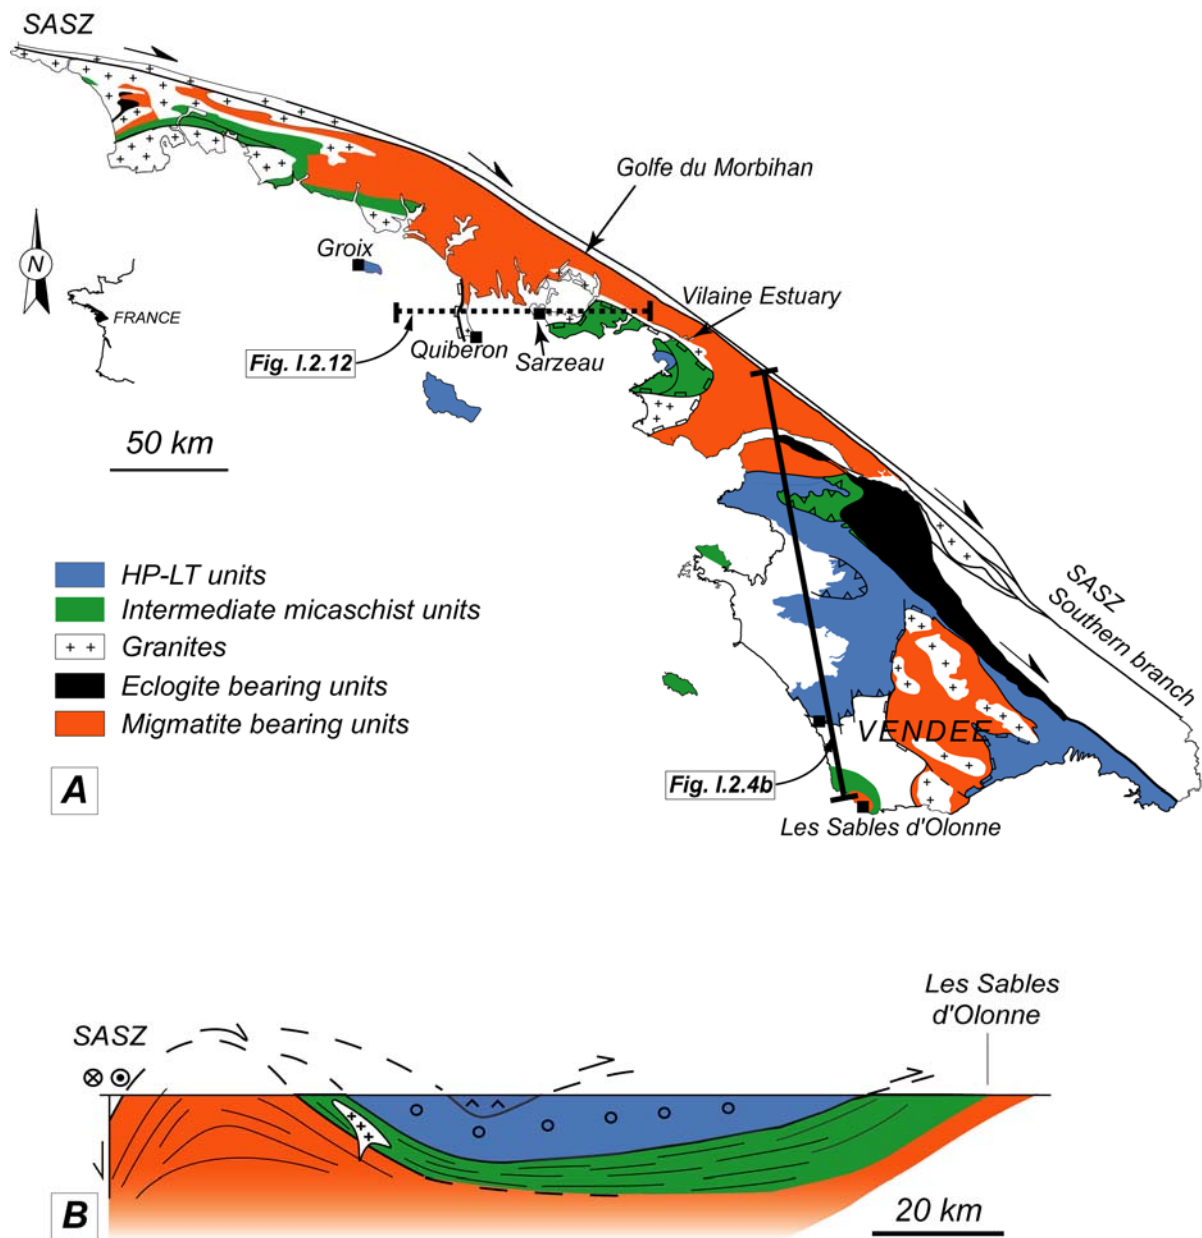 SASZ
Golfe du Morbihan
Groix
N
Vilaine Estuary
FRANCE
Quiberon
Sarzeau
Fig. I.2.12
50 km
HP-LT units
Intermediate micaschist units
Granites
Eclogite bearing units
Migmatite bearing units
SASZ
Southern branch
VENDEE
Fig. I.2.4b
A
Les Sables d'Olonne
Les Sables
d'Olonne
SASZ
B
20 km